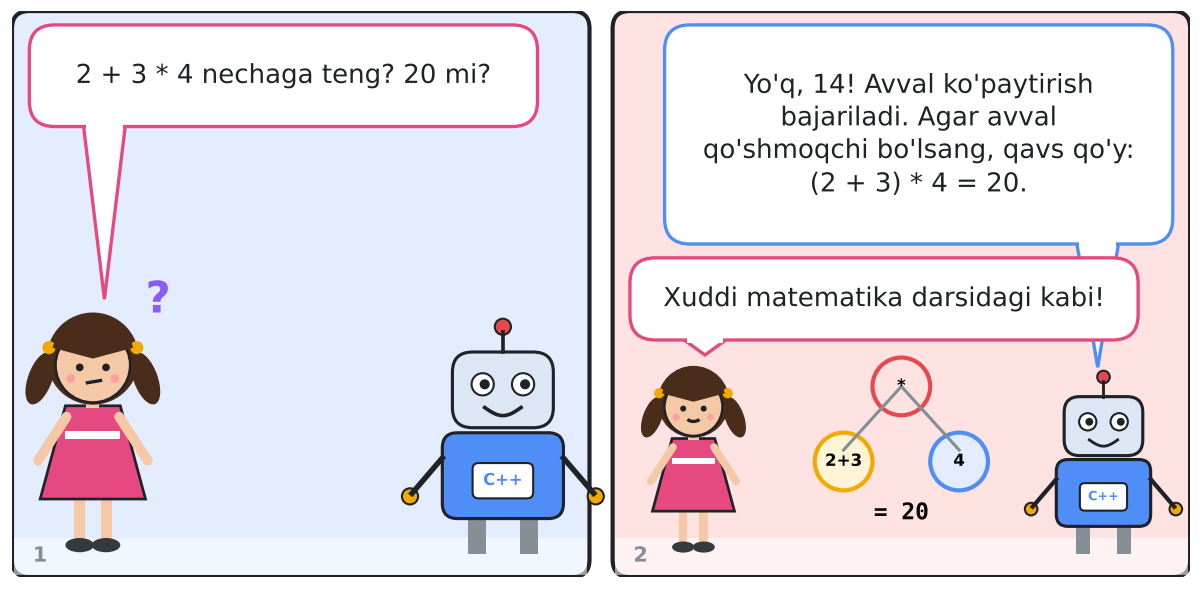 2 + 3 * 4 nechaga teng? 20 mi?
?
C++
1
Yo'q, 14! Avval ko'paytirish
bajariladi. Agar avval
qo'shmoqchi bo'lsang, qavs qo'y:
(2 + 3) * 4 = 20.
Xuddi matematika darsidagi kabi!
*
2+3
4
= 20
C++
2